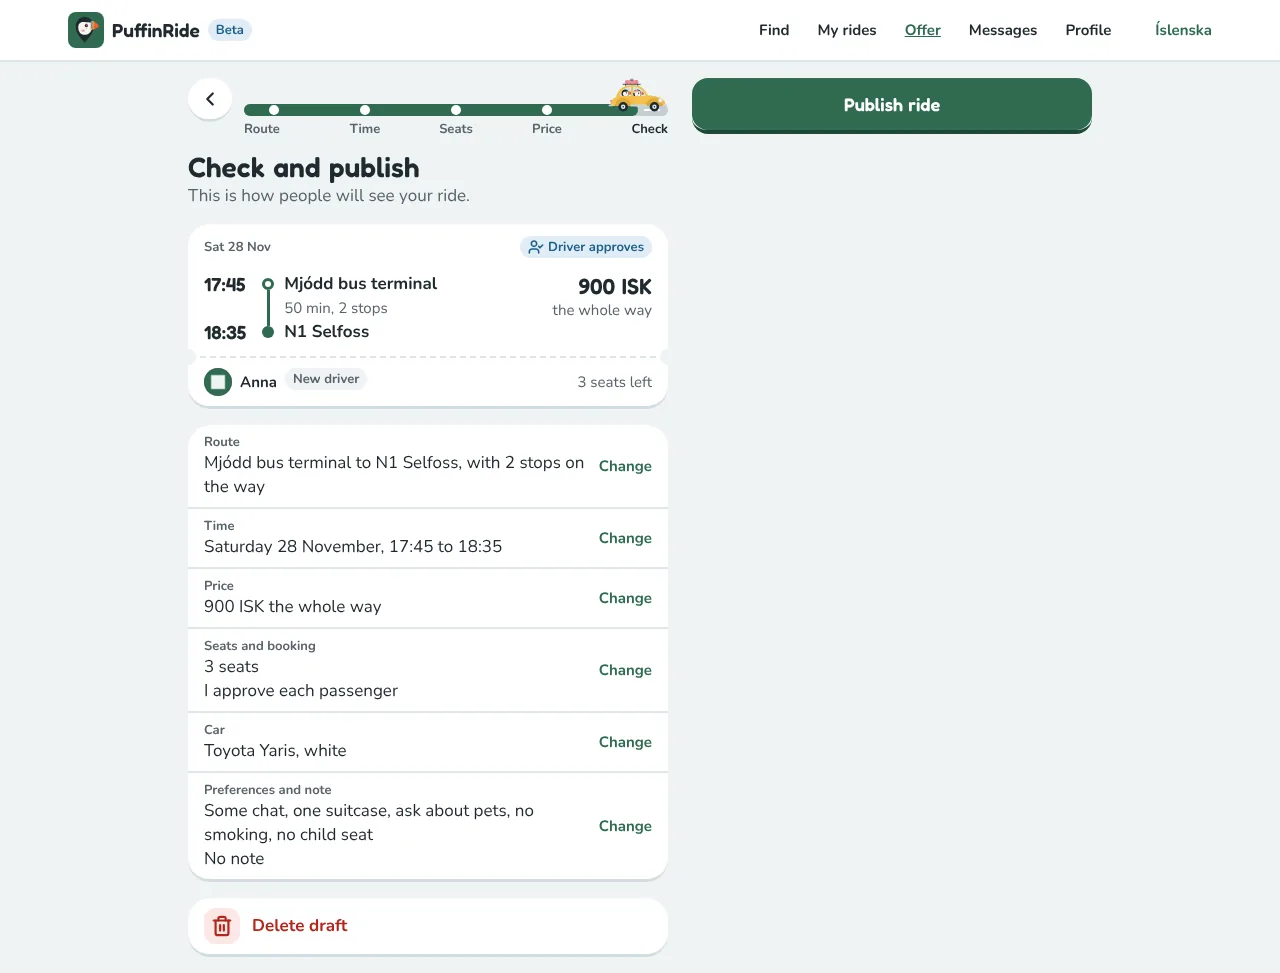 PuffinRide Beta
Find My rides Offer Messages Profile Íslenska
Route Time Seats Price Check
Publish ride
Check and publish
This is how people will see your ride.
Sat 28 Nov Driver approves
17:45 Mjódd bus terminal 900 ISK
50 min, 2 stops the whole way
18:35 N1 Selfoss
Anna New driver 3 seats left
Route
Mjódd bus terminal to N1 Selfoss, with 2 stops on
the way
Change
Time
Saturday 28 November, 17:45 to 18:35
Change
Price
900 ISK the whole way
Change
Seats and booking
3 seats
I approve each passenger
Change
Car
Toyota Yaris, white
Change
Preferences and note
Some chat, one suitcase, ask about pets, no
smoking, no child seat
No note
Change
Delete draft